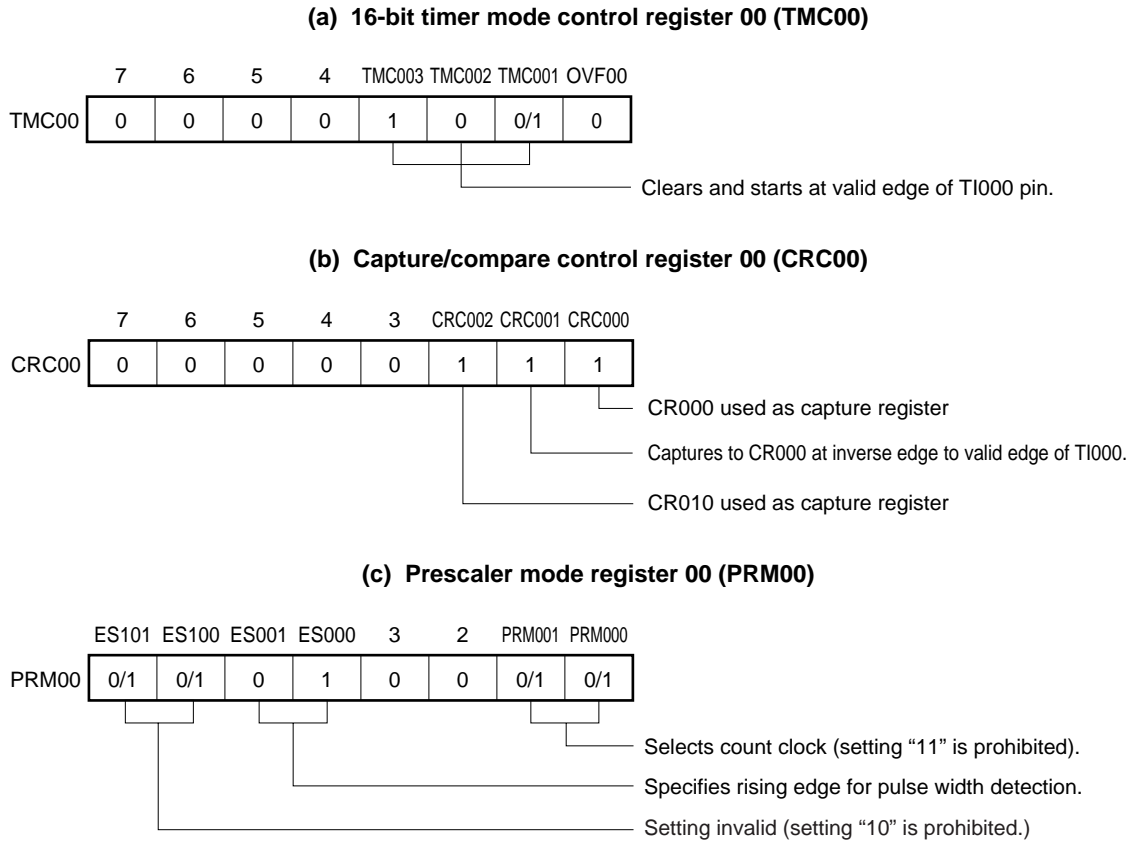 (a) 16-bit timer mode control register 00 (TMC00)
7 6 5 4 TMC003 TMC002 TMC001 OVF00
TMC00 0 0 0 0 1 0 0/1 0
Clears and starts at valid edge of TI000 pin.
(b) Capture/compare control register 00 (CRC00)
7 6 5 4 3 CRC002 CRC001 CRC000
CRC00 0 0 0 0 0 1 1 1
CR000 used as capture register
Captures to CR000 at inverse edge to valid edge of TI000.
CR010 used as capture register
(c) Prescaler mode register 00 (PRM00)
ES101 ES100 ES001 ES000 3 2 PRM001 PRM000
PRM00 0/1 0/1 0 1 0 0 0/1 0/1
Selects count clock (setting “11” is prohibited).
Specifies rising edge for pulse width detection.
Setting invalid (setting “10” is prohibited.)